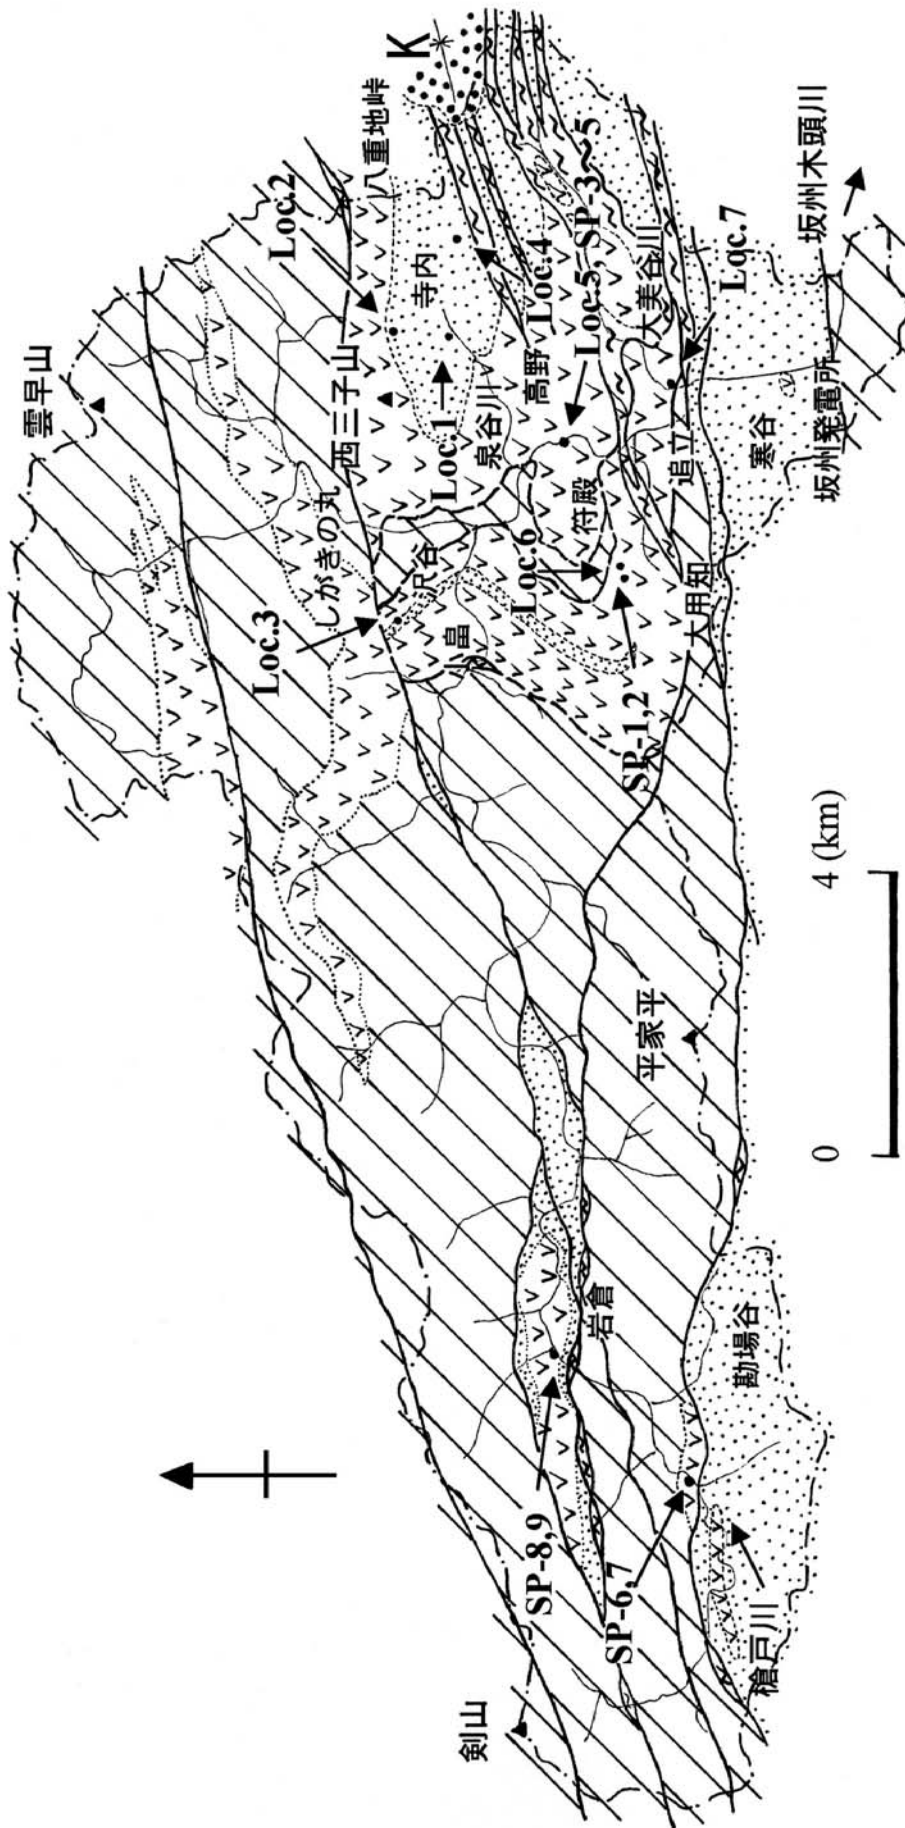 雲早山
K
八重地峠
Loc.2
西三子山
寺内
しがきの丸
Loc.1
Loc.4
Loc.3
泉谷川
高野
沢谷
Loc.5, SP-3〜5
畠
符殿
大美谷川
Loc.6
追立
Loc.7
SP-1,2
大用知
寒谷
坂州木頭川
坂州発電所
剣山
SP-8,9
岩倉
平家平
SP-6,7
勘場谷
槍戸川
0
4 (km)